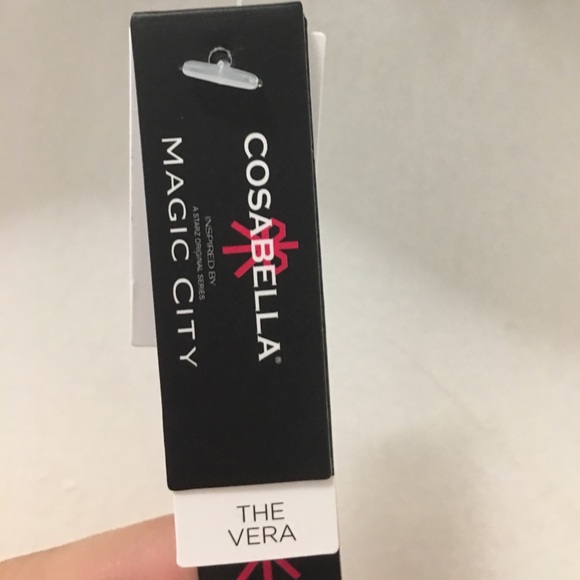 COSABELLA®
INSPIRED BY
A STARZ ORIGINAL SERIES
MAGIC CITY
THE
VERA